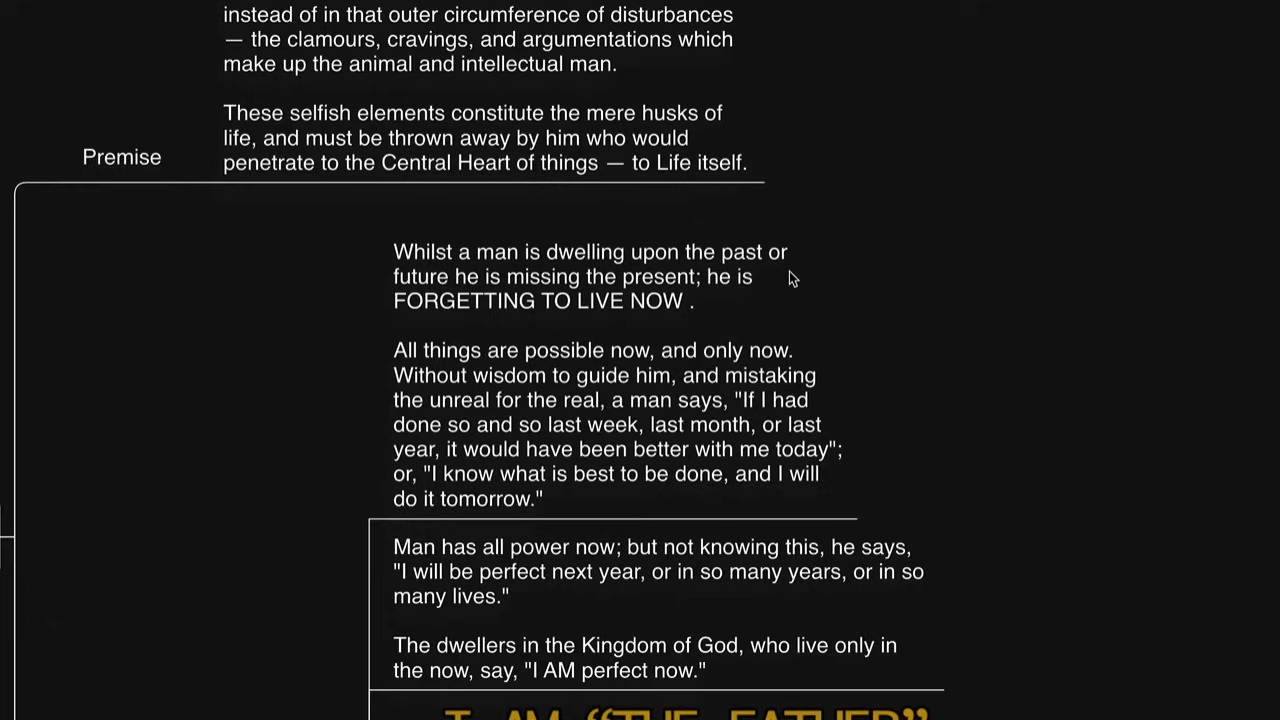 instead of in that outer circumference of disturbances
— the clamours, cravings, and argumentations which
make up the animal and intellectual man.
These selfish elements constitute the mere husks of
life, and must be thrown away by him who would
penetrate to the Central Heart of things — to Life itself.
Premise
Whilst a man is dwelling upon the past or
future he is missing the present; he is
FORGETTING TO LIVE NOW .
All things are possible now, and only now.
Without wisdom to guide him, and mistaking
the unreal for the real, a man says, "If I had
done so and so last week, last month, or last
year, it would have been better with me today";
or, "I know what is best to be done, and I will
do it tomorrow."
Man has all power now; but not knowing this, he says,
"I will be perfect next year, or in so many years, or in so
many lives."
The dwellers in the Kingdom of God, who live only in
the now, say, "I AM perfect now."
I AM “THE FATHER”